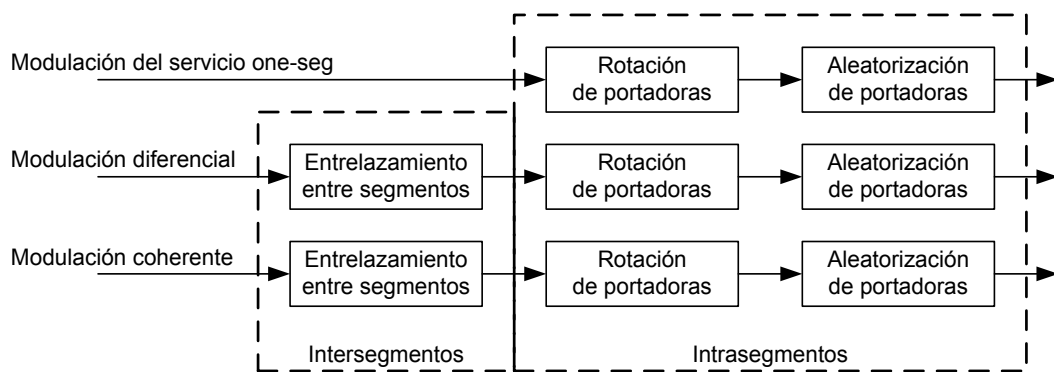 Modulación del servicio one-seg
Rotación
de portadoras
Aleatorización
de portadoras
Modulación diferencial
Entrelazamiento
entre segmentos
Rotación
de portadoras
Aleatorización
de portadoras
Modulación coherente
Entrelazamiento
entre segmentos
Rotación
de portadoras
Aleatorización
de portadoras
Intersegmentos
Intrasegmentos